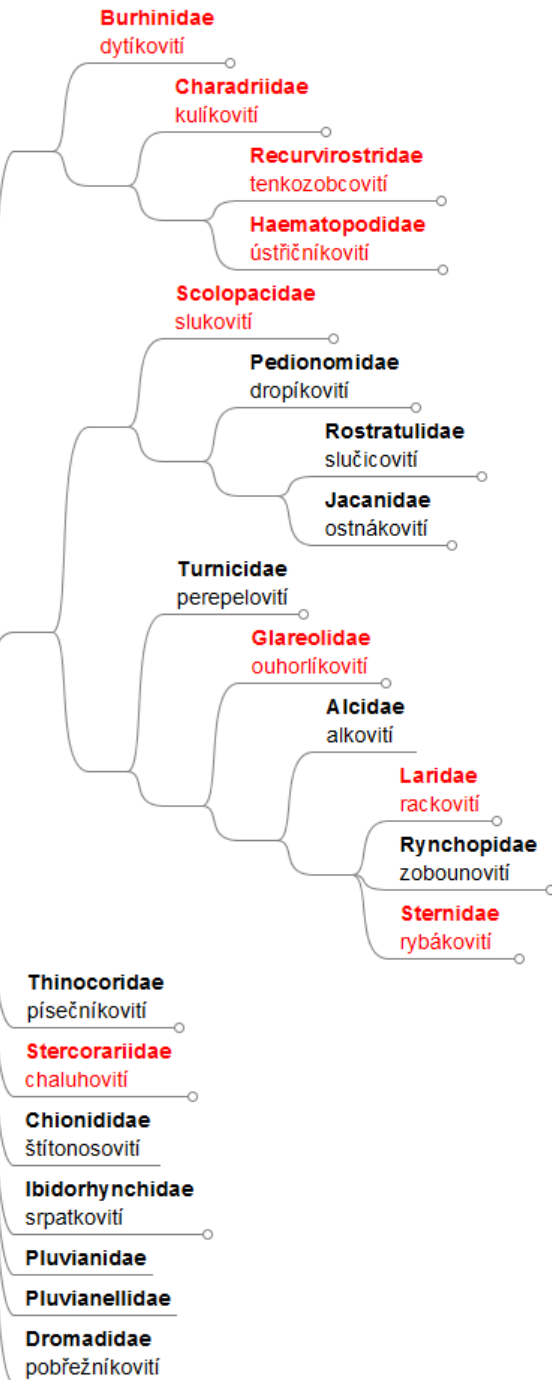 Burhinidae
dytíkovití
Charadriidae
kulíkovití
Recurvirostridae
tenkozobcovití
Haematopodidae
ústřičníkovití
Scolopacidae
slukovití
Pedionomidae
dropíkovití
Rostratulidae
slučicovití
Jacanidae
ostnákovití
Turnicidae
perepelovití
Glareolidae
ouhorlíkovití
Alcidae
alkovití
Laridae
rackovití
Rynchopidae
zobounovití
Sternidae
rybákovití
Thinocoridae
písečníkovití
Stercorariidae
chaluhovití
Chionididae
štítonosovití
Ibidorhynchidae
srpatkovití
Pluvianidae
Pluvianellidae
Dromadidae
pobřežníkovití